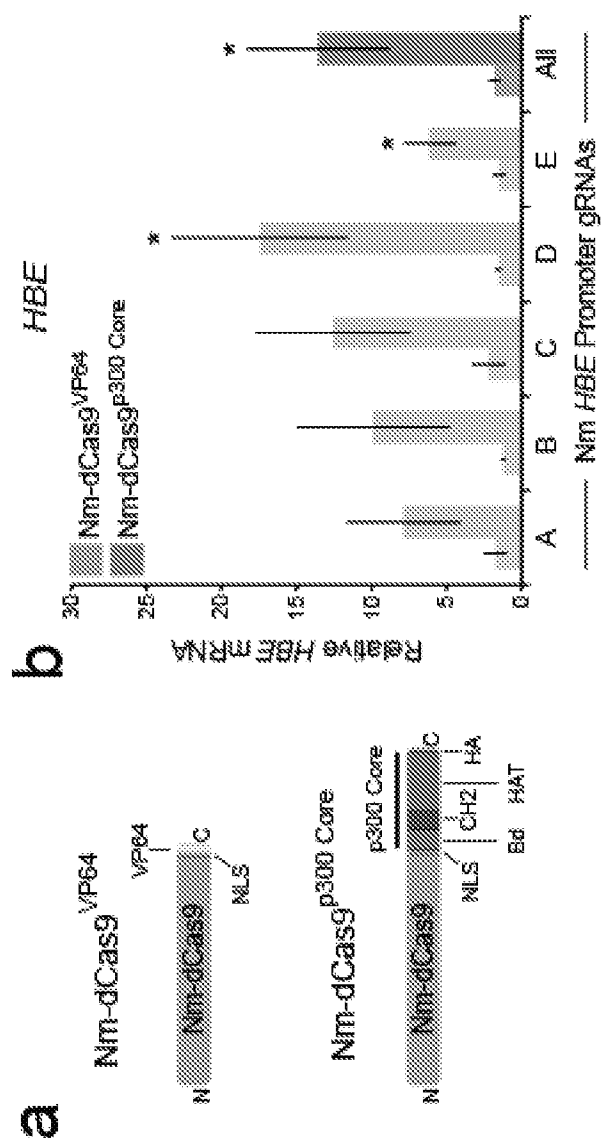 a
Nm-dCas9VP64
VP64
N Nm-dCas9 C
NLS
Nm-dCas9p300 Core
p300 Core
N Nm-dCas9 C
NLS Bd CH2 HAT HA
b
HBE
Nm-dCas9VP64
Nm-dCas9p300 Core
Relative HBE mRNA
30
25
20
15
10
5
0
* * *
A B C D E All
Nm HBE Promoter gRNAs